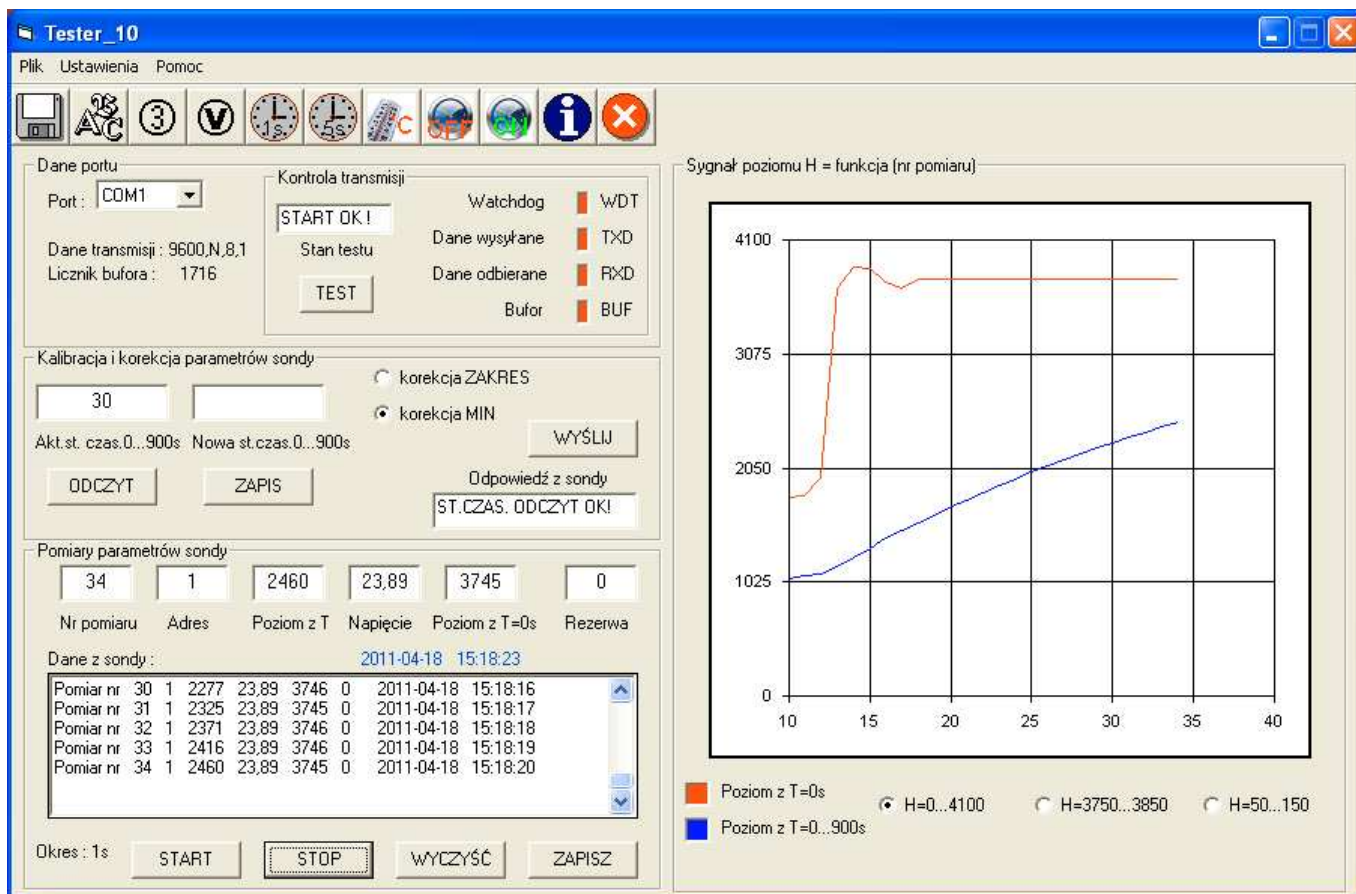 Tester_10
Plik Ustawienia Pomoc
ABC 3 V 1s. 5s. C OFF ON i
Dane portu
Port : COM1
Dane transmisji : 9600,N,8,1
Licznik bufora : 1716
Kontrola transmisji
START OK !
Stan testu
TEST
Watchdog WDT
Dane wysyłane TXD
Dane odbierane RXD
Bufor BUF
Kalibracja i korekcja parametrów sondy
30
Akt.st. czas.0...900s Nowa st.czas.0...900s
ODCZYT ZAPIS
korekcja ZAKRES
korekcja MIN
WYŚLIJ
Odpowiedź z sondy
ST.CZAS. ODCZYT OK!
Pomiary parametrów sondy
34 1 2460 23,89 3745 0
Nr pomiaru Adres Poziom z T Napięcie Poziom z T=0s Rezerwa
Dane z sondy : 2011-04-18 15:18:23
Pomiar nr 30 1 2277 23,89 3746 0 2011-04-18 15:18:16
Pomiar nr 31 1 2325 23,89 3745 0 2011-04-18 15:18:17
Pomiar nr 32 1 2371 23,89 3746 0 2011-04-18 15:18:18
Pomiar nr 33 1 2416 23,89 3746 0 2011-04-18 15:18:19
Pomiar nr 34 1 2460 23,89 3745 0 2011-04-18 15:18:20
Okres : 1s START STOP WYCZYŚĆ ZAPISZ
Sygnał poziomu H = funkcja (nr pomiaru)
4100
3075
2050
1025
0
10 15 20 25 30 35 40
Poziom z T=0s
Poziom z T=0...900s
H=0...4100 H=3750...3850 H=50...150